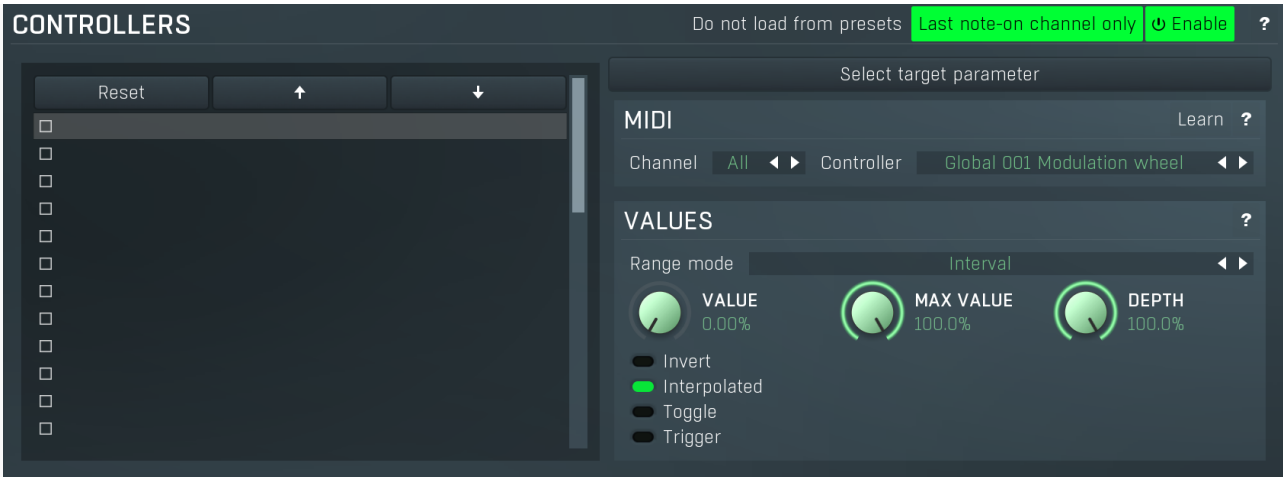 CONTROLLERS
Do not load from presets Last note-on channel only Enable ?
Reset
Select target parameter
MIDI Learn ?
Channel All Controller Global 001 Modulation wheel
VALUES ?
Range mode Interval
VALUE
0.00%
MAX VALUE
100.0%
DEPTH
100.0%
Invert
Interpolated
Toggle
Trigger